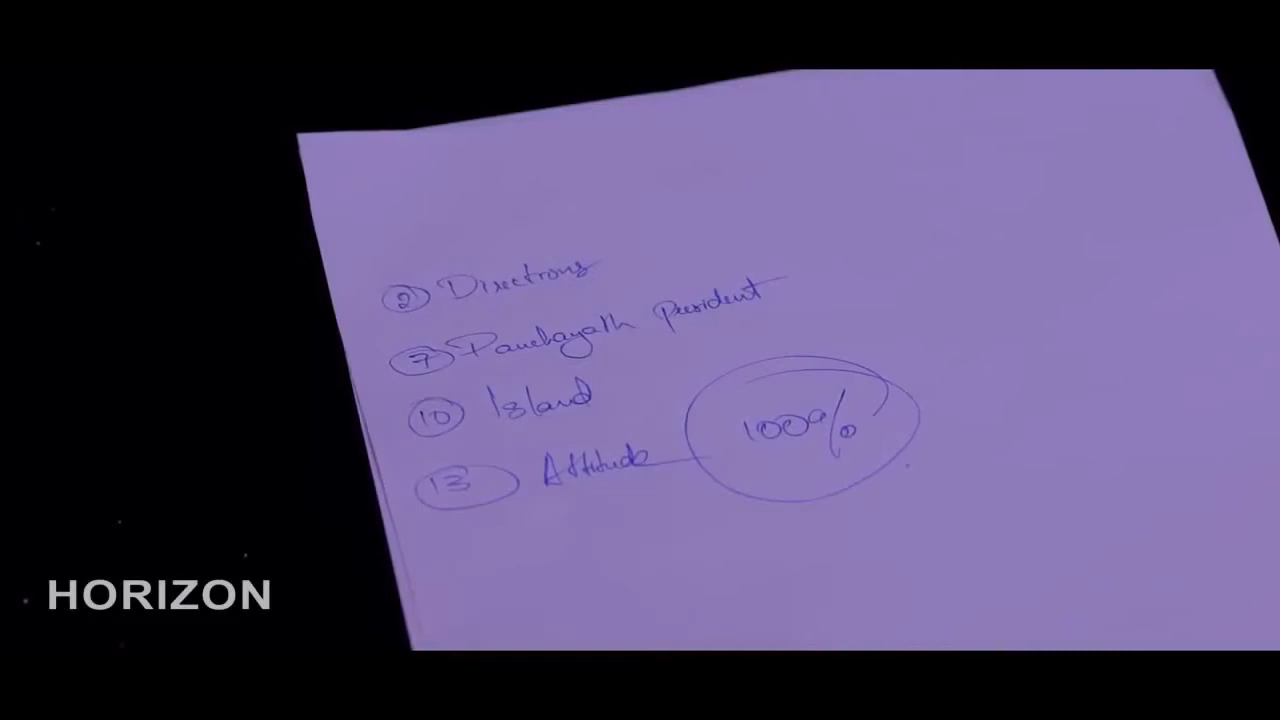 2 Directions
7 Panchayath president
10 Island
13 Attitude
100%
HORIZON